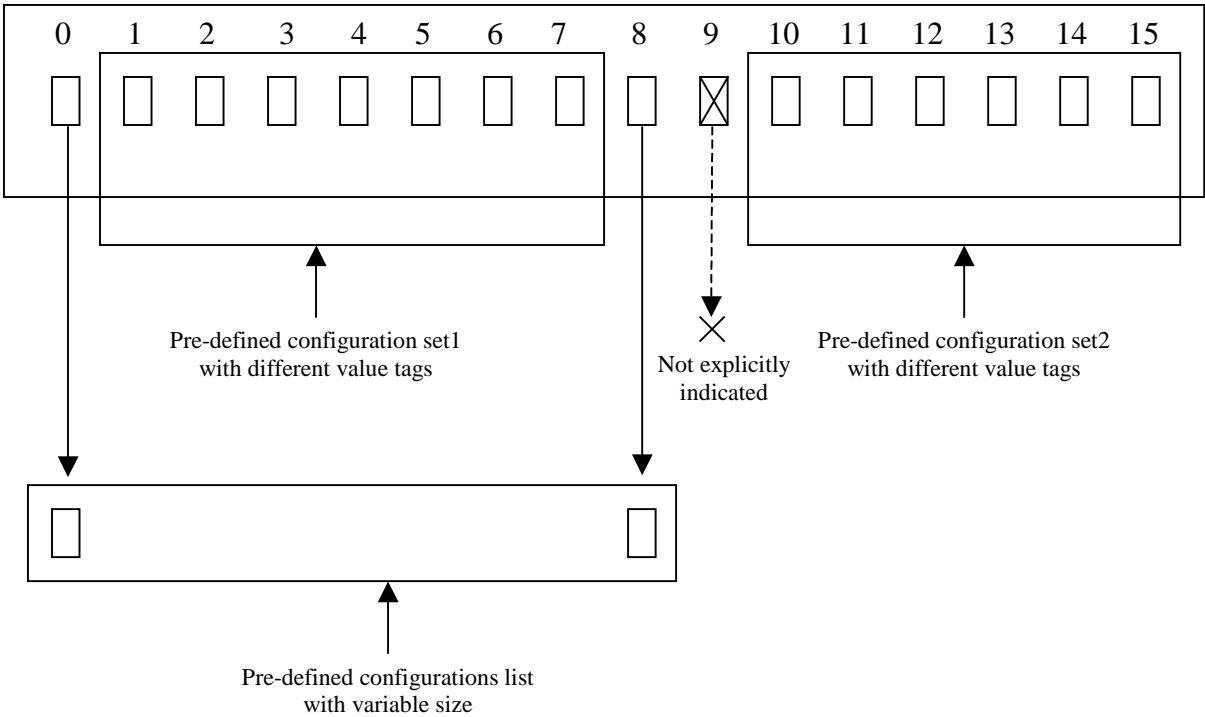 0 1 2 3 4 5 6 7 8 9 10 11 12 13 14 15
Pre-defined configuration set1
with different value tags
Not explicitly
indicated
Pre-defined configuration set2
with different value tags
Pre-defined configurations list
with variable size